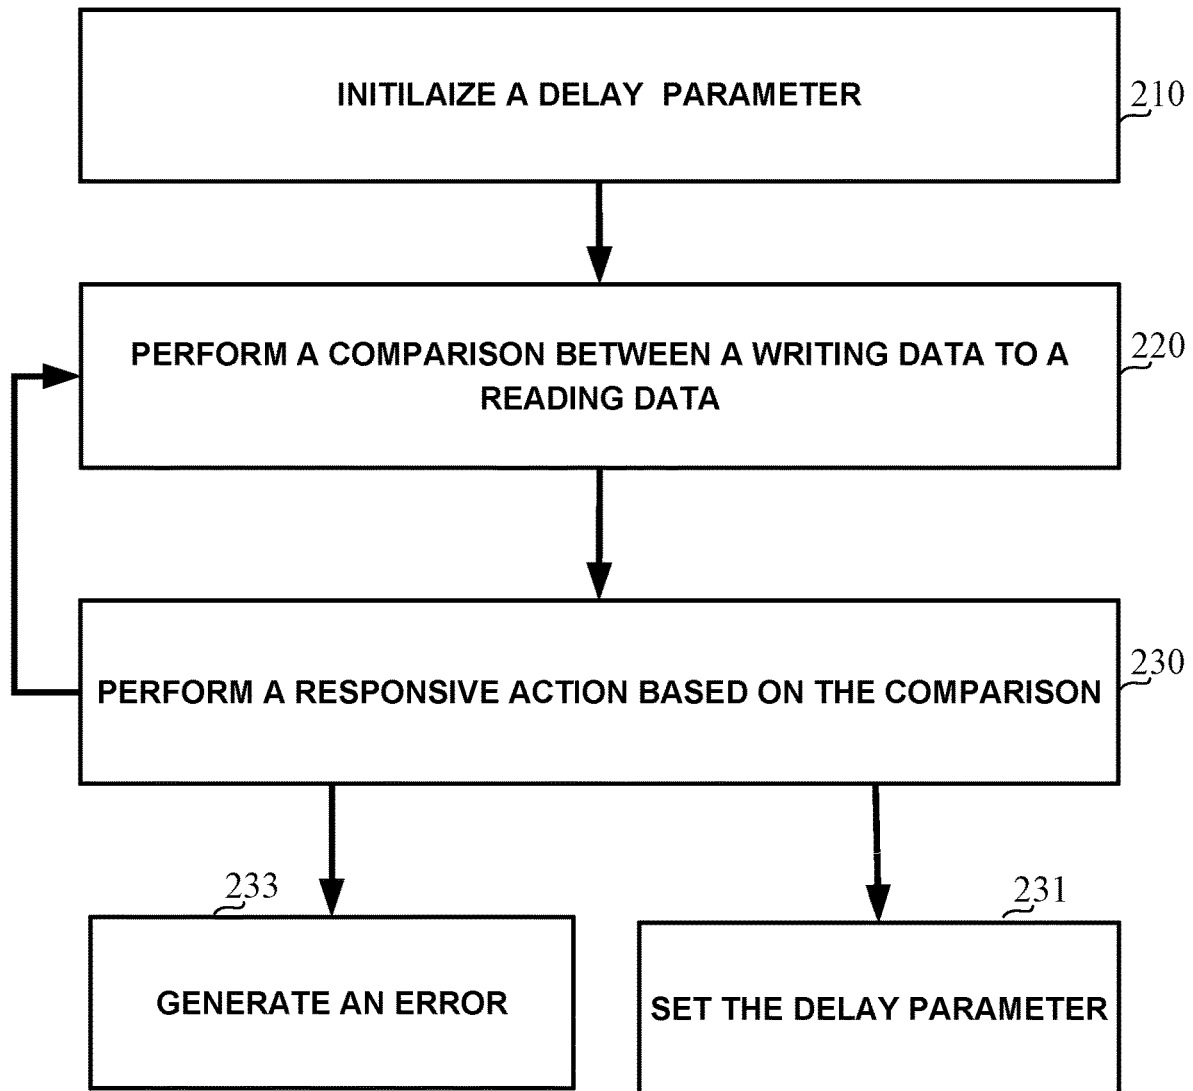 INITILAIZE A DELAY PARAMETER
210
PERFORM A COMPARISON BETWEEN A WRITING DATA TO A
READING DATA
220
PERFORM A RESPONSIVE ACTION BASED ON THE COMPARISON
230
233
231
GENERATE AN ERROR
SET THE DELAY PARAMETER